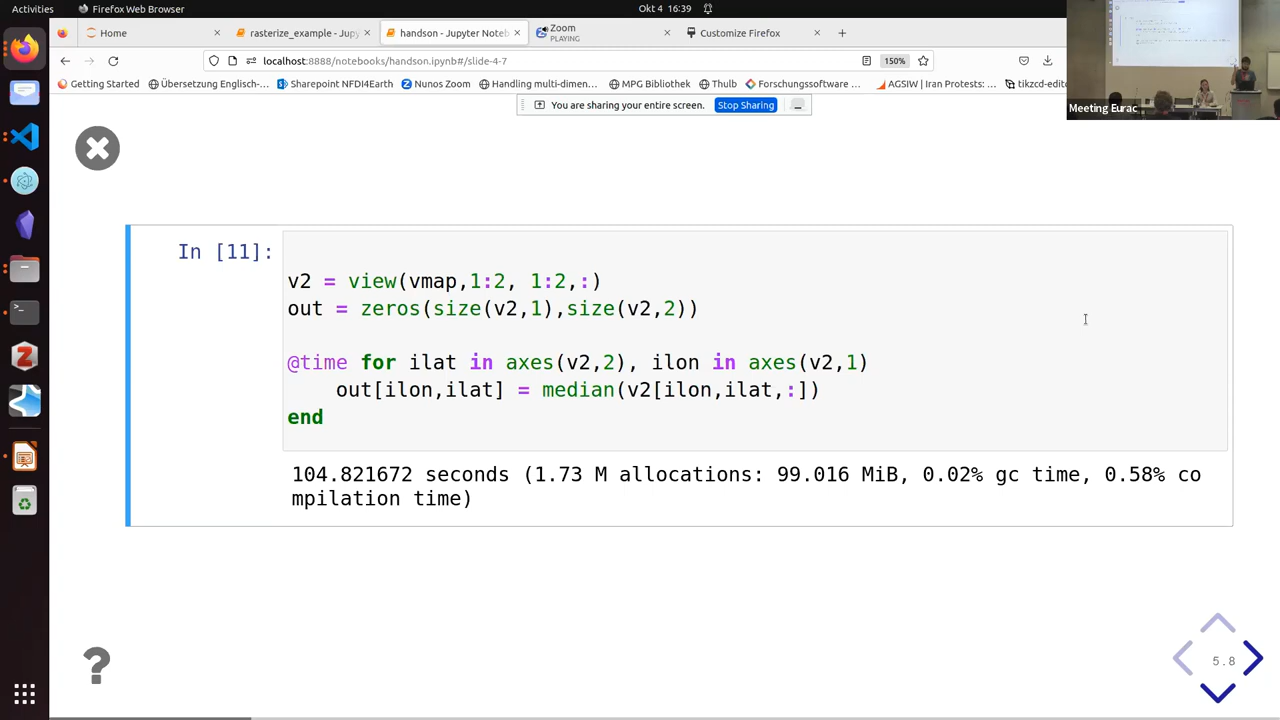 Activities
Firefox Web Browser
Okt 4 16:39
Home
rasterize_example - Jupy
handson - Jupyter Noteb
Zoom
PLAYING
Customize Firefox
localhost:8888/notebooks/handson.ipynb#/slide-4-7
150%
Getting Started
Übersetzung Englisch-…
Sharepoint NFDI4Earth
Nunos Zoom
Handling multi-dimen…
MPG Bibliothek
Thulb
Forschungssoftware …
AGSIW | Iran Protests: …
tikzcd-edito
You are sharing your entire screen.
Stop Sharing
Meeting Eurac
In [11]:
v2 = view(vmap,1:2, 1:2,:)
out = zeros(size(v2,1),size(v2,2))
@time for ilat in axes(v2,2), ilon in axes(v2,1)
out[ilon,ilat] = median(v2[ilon,ilat,:])
end
104.821672 seconds (1.73 M allocations: 99.016 MiB, 0.02% gc time, 0.58% co
mpilation time)
?
5.8